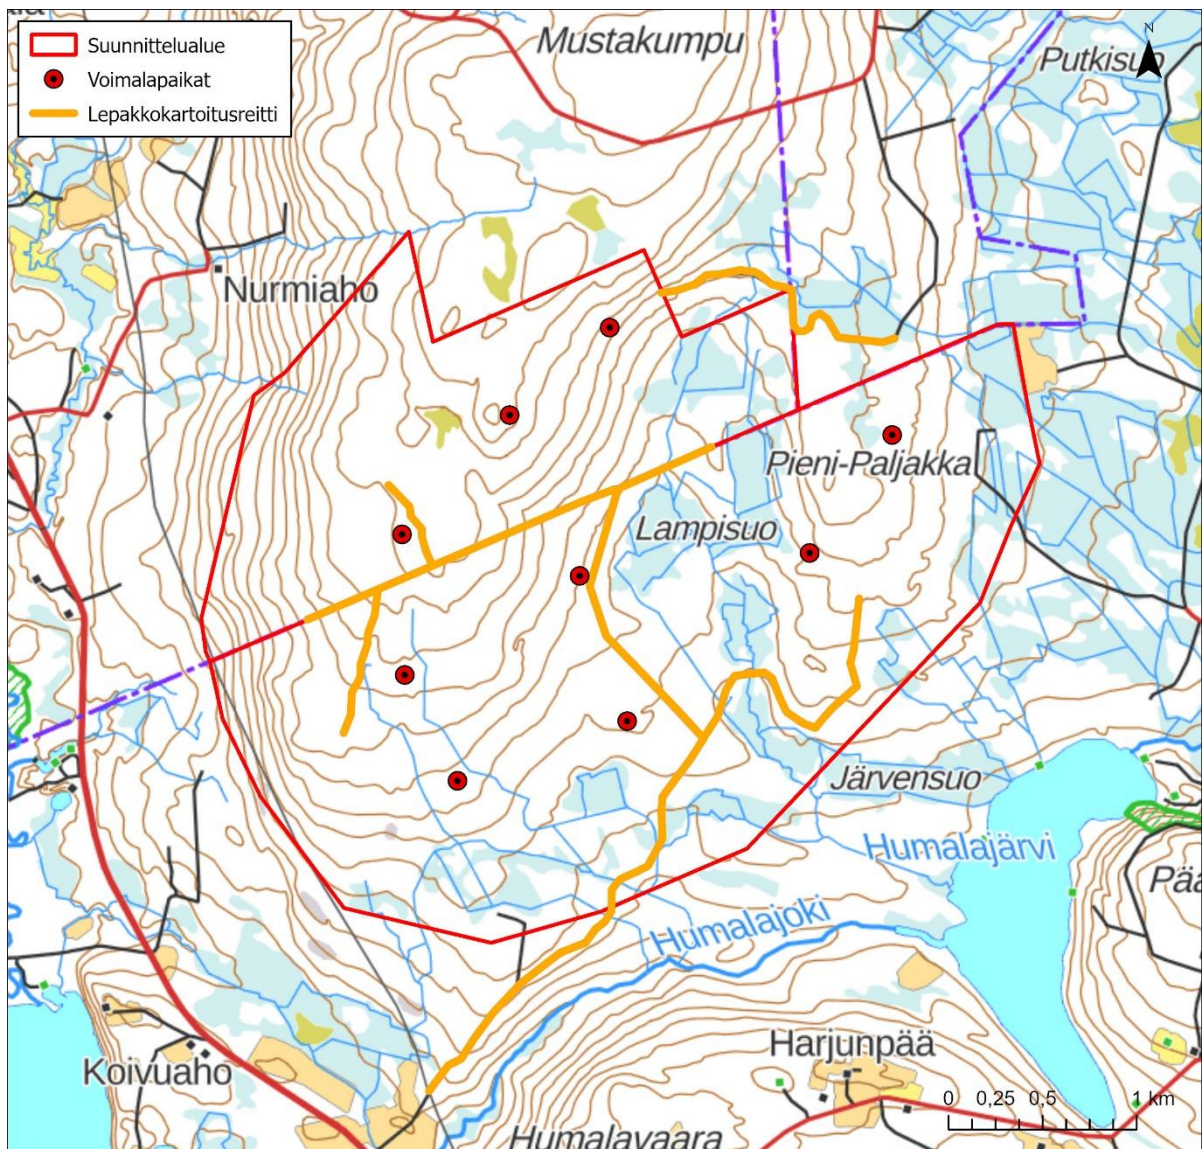 Suunnittelualue
Voimalapaikat
Lepakkokartoitusreitti
Mustakumpu
N
Nurmiaho
Pieni-Paljakka
Lampisuo
Järvensuo
Humalajärvi
Humalajoki
Harjunpää
Koivuaho
0 0,25 0,5 1 km
Humalavaara